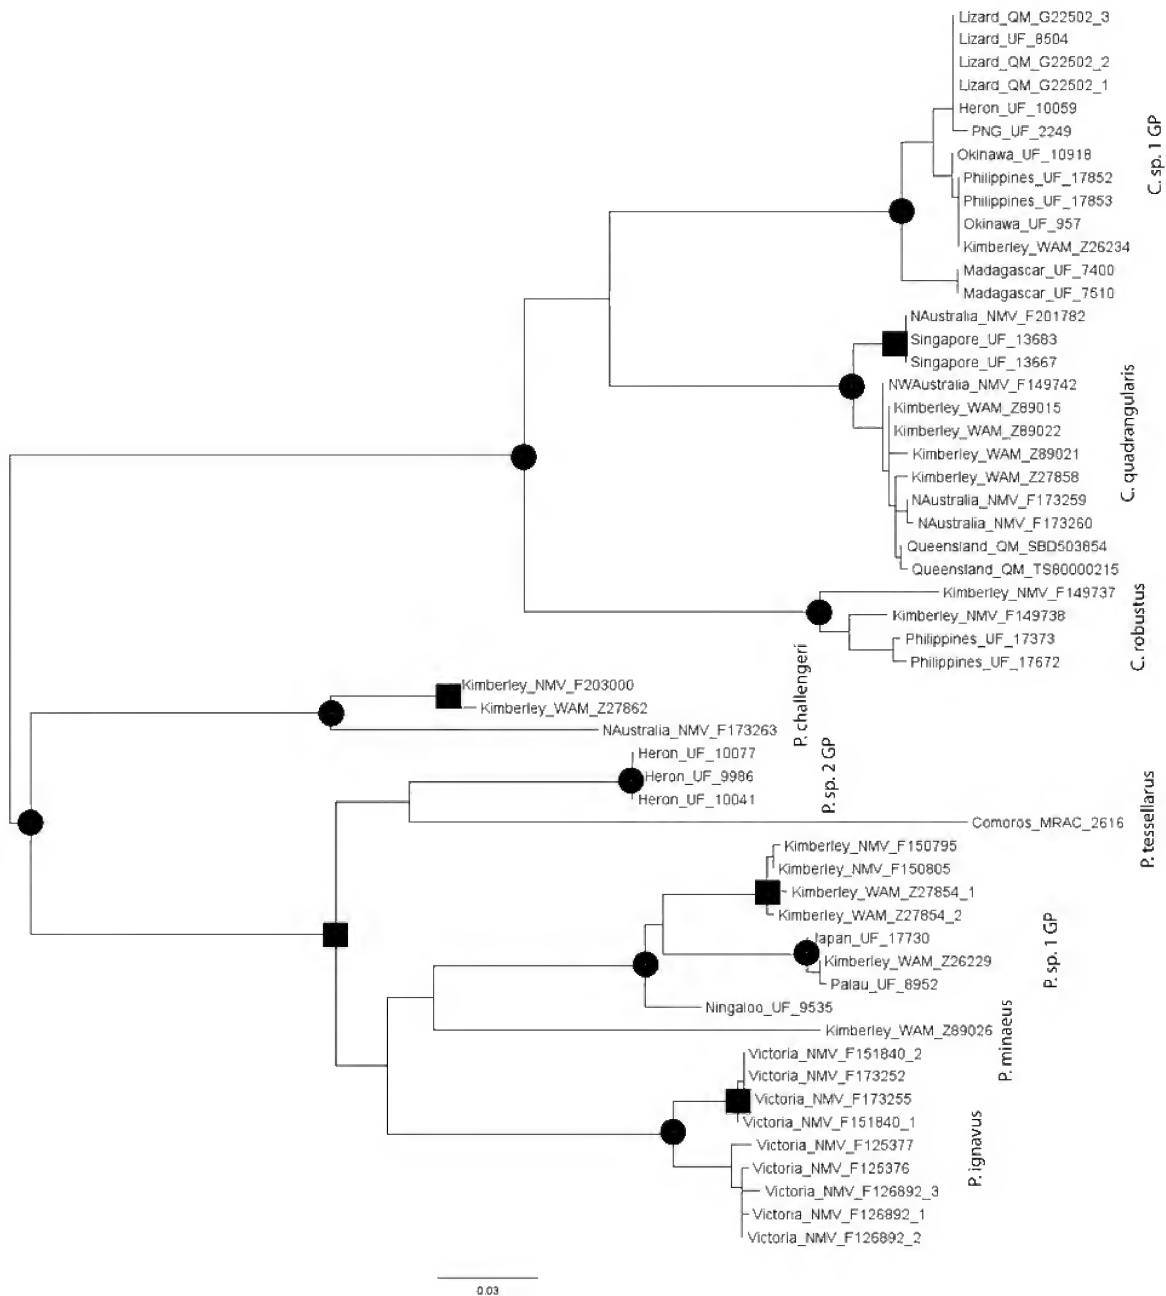 Lizard_QM_G22502_3
Lizard_UF_8504
Lizard_QM_G22502_2
Lizard_QM_G22502_1
Heron_UF_10059
PNG_UF_2249
Okinawa_UF_10918
Philippines_UF_17852
Philippines_UF_17853
Okinawa_UF_957
Kimberley_WAM_Z26234
Madagascar_UF_7400
Madagascar_UF_7510
C. sp. 1 GP
NAustralia_NMV_F201782
Singapore_UF_13683
Singapore_UF_13667
NWAustralia_NMV_F149742
Kimberley_WAM_Z89015
Kimberley_WAM_Z89022
Kimberley_WAM_Z89021
Kimberley_WAM_Z27858
NAustralia_NMV_F173259
NAustralia_NMV_F173260
Queensland_QM_SBD503854
Queensland_QM_TS80000215
C. quadrangularis
Kimberley_NMV_F149737
Kimberley_NMV_F149738
Philippines_UF_17373
Philippines_UF_17672
C. robustus
Kimberley_NMV_F203000
Kimberley_WAM_Z27862
NAustralia_NMV_F173263
P. challengeri
Heron_UF_10077
Heron_UF_9986
Heron_UF_10041
P. sp. 2 GP
Comoros_MRAC_2616
P. tessellarus
Kimberley_NMV_F150795
Kimberley_NMV_F150805
Kimberley_WAM_Z27854_1
Kimberley_WAM_Z27854_2
Japan_UF_17730
Kimberley_WAM_Z26229
Palau_UF_8952
Ningaloo_UF_9535
P. sp. 1 GP
Kimberley_WAM_Z89026
P. minaeus
Victoria_NMV_F151840_2
Victoria_NMV_F173252
Victoria_NMV_F173255
Victoria_NMV_F151840_1
Victoria_NMV_F125377
Victoria_NMV_F125376
Victoria_NMV_F126892_3
Victoria_NMV_F126892_1
Victoria_NMV_F126892_2
P. ignavus
0.03